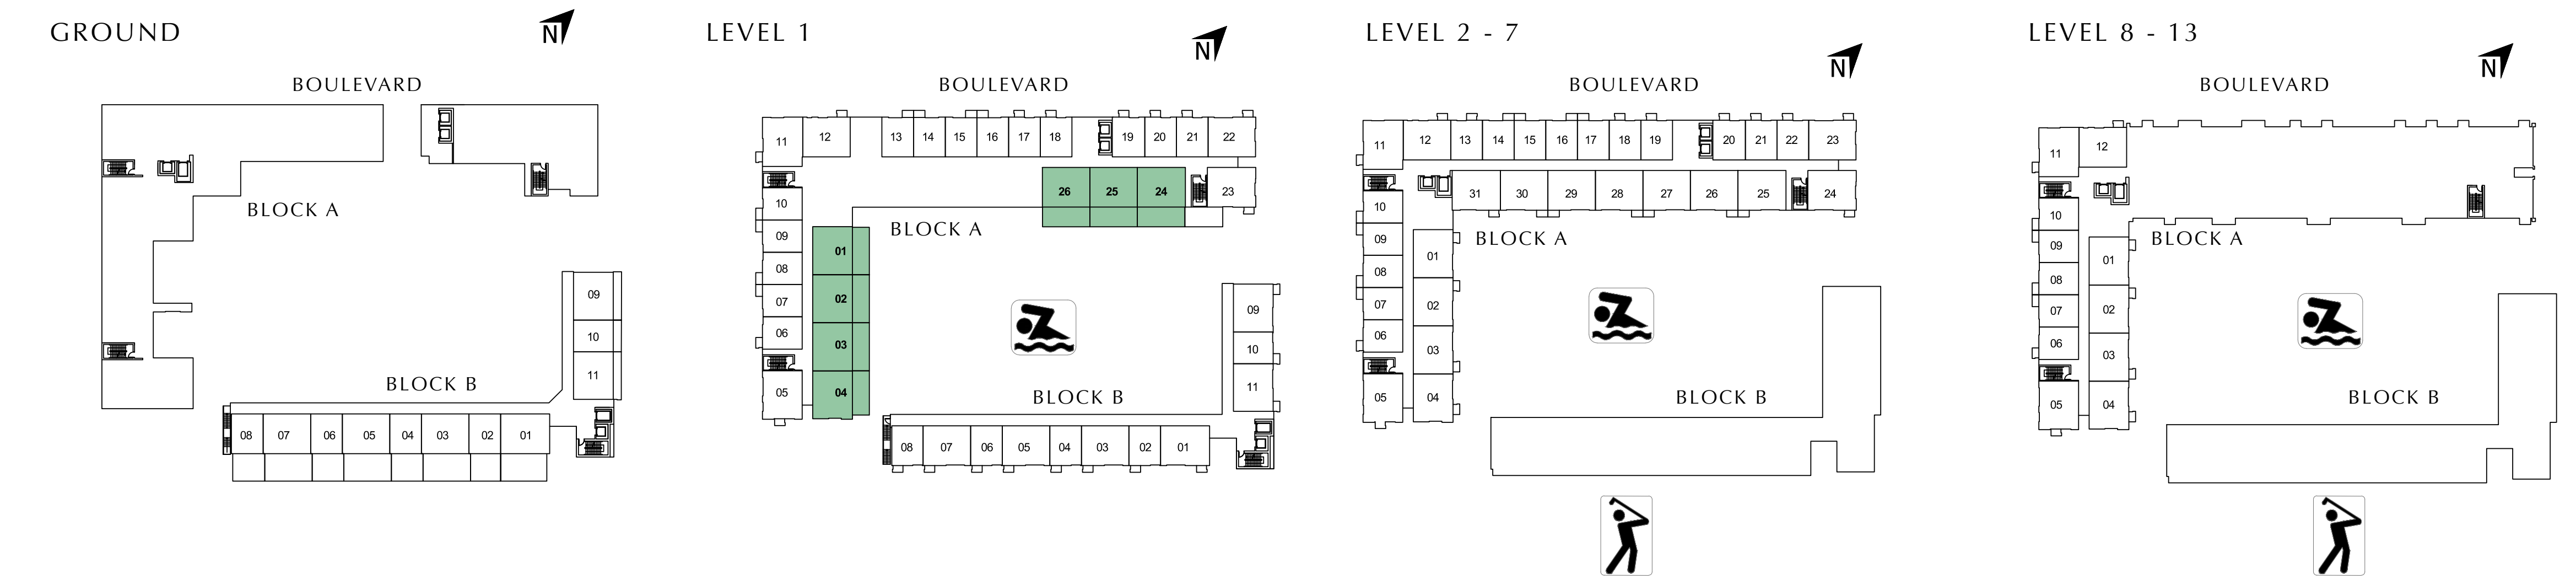 GROUND
N
BOULEVARD
BLOCK A
09
10
11
BLOCK B
08 07 06 05 04 03 02 01
LEVEL 1
N
BOULEVARD
11 12 13 14 15 16 17 18 19 20 21 22
26 25 24 23
10
09
08
07
06
05
01
02
03
04
BLOCK A
09
10
11
BLOCK B
08 07 06 05 04 03 02 01
LEVEL 2 - 7
N
BOULEVARD
11 12 13 14 15 16 17 18 19 20 21 22 23
31 30 29 28 27 26 25 24
10
09
08
07
06
05
01
02
03
04
BLOCK A
BLOCK B
LEVEL 8 - 13
N
BOULEVARD
11 12
10
09
08
07
06
05
01
02
03
04
BLOCK A
BLOCK B